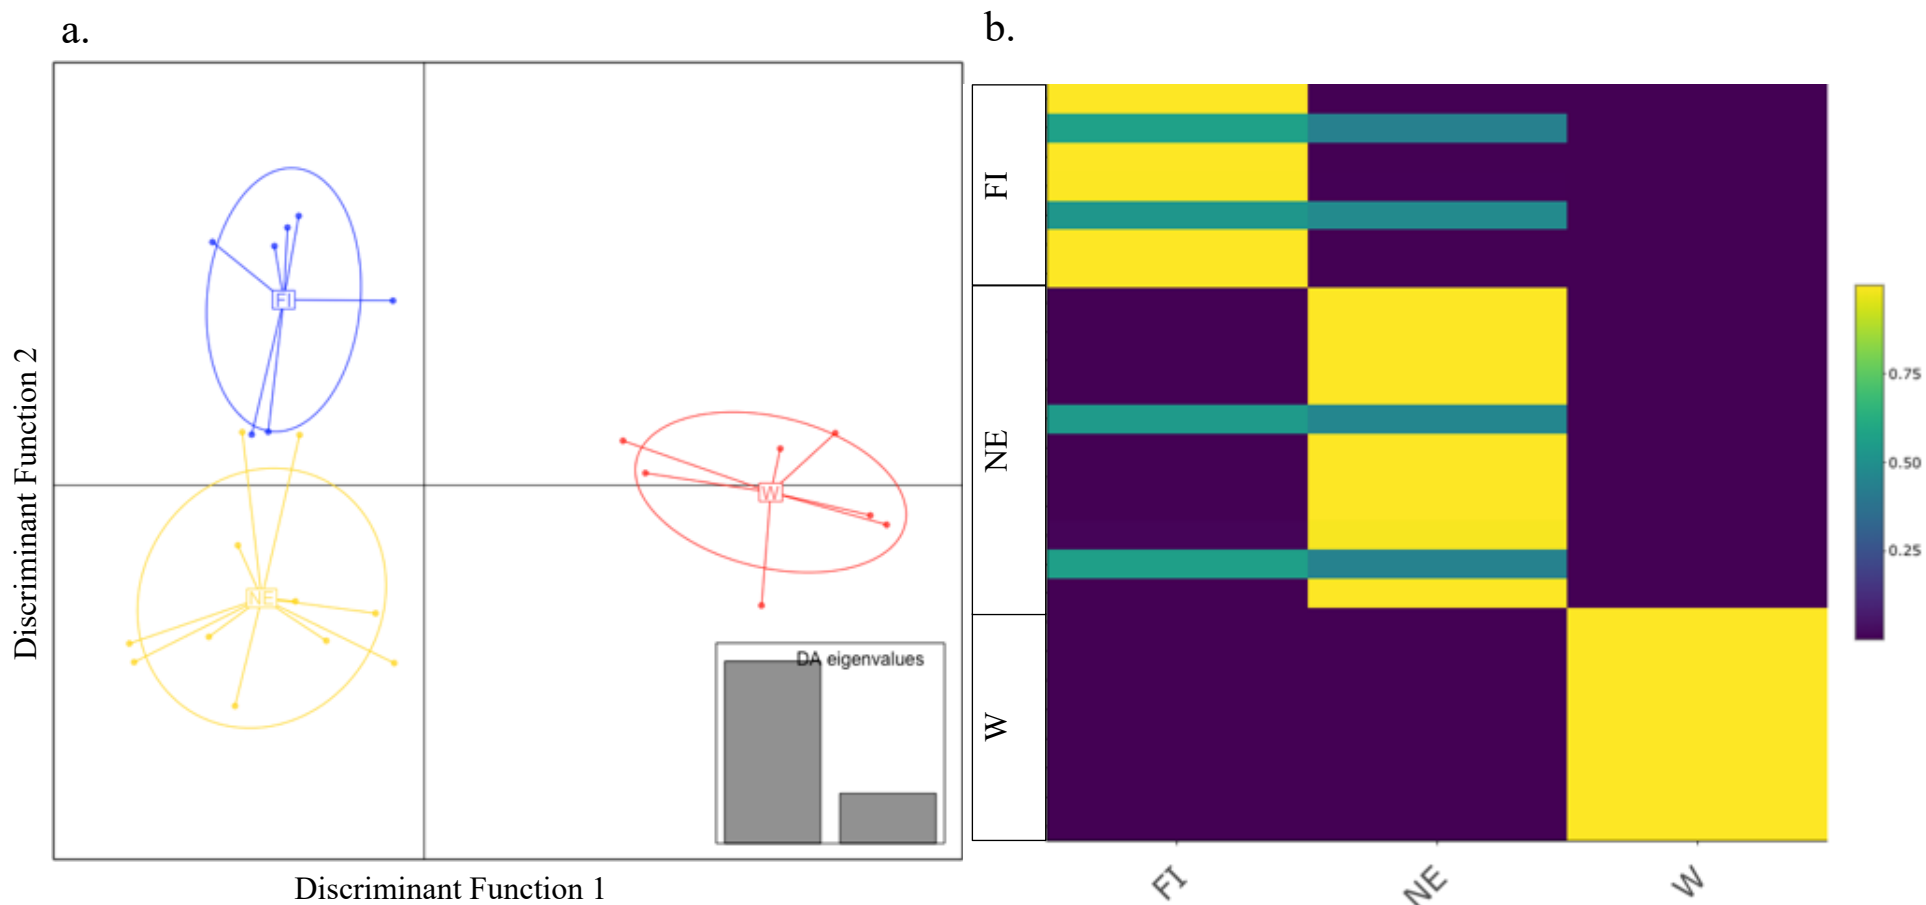 a.
b.
Discriminant Function 2
FI
W
NE
DA eigenvalues
Discriminant Function 1
FI
NE
W
0.75
0.50
0.25
FI
NE
W